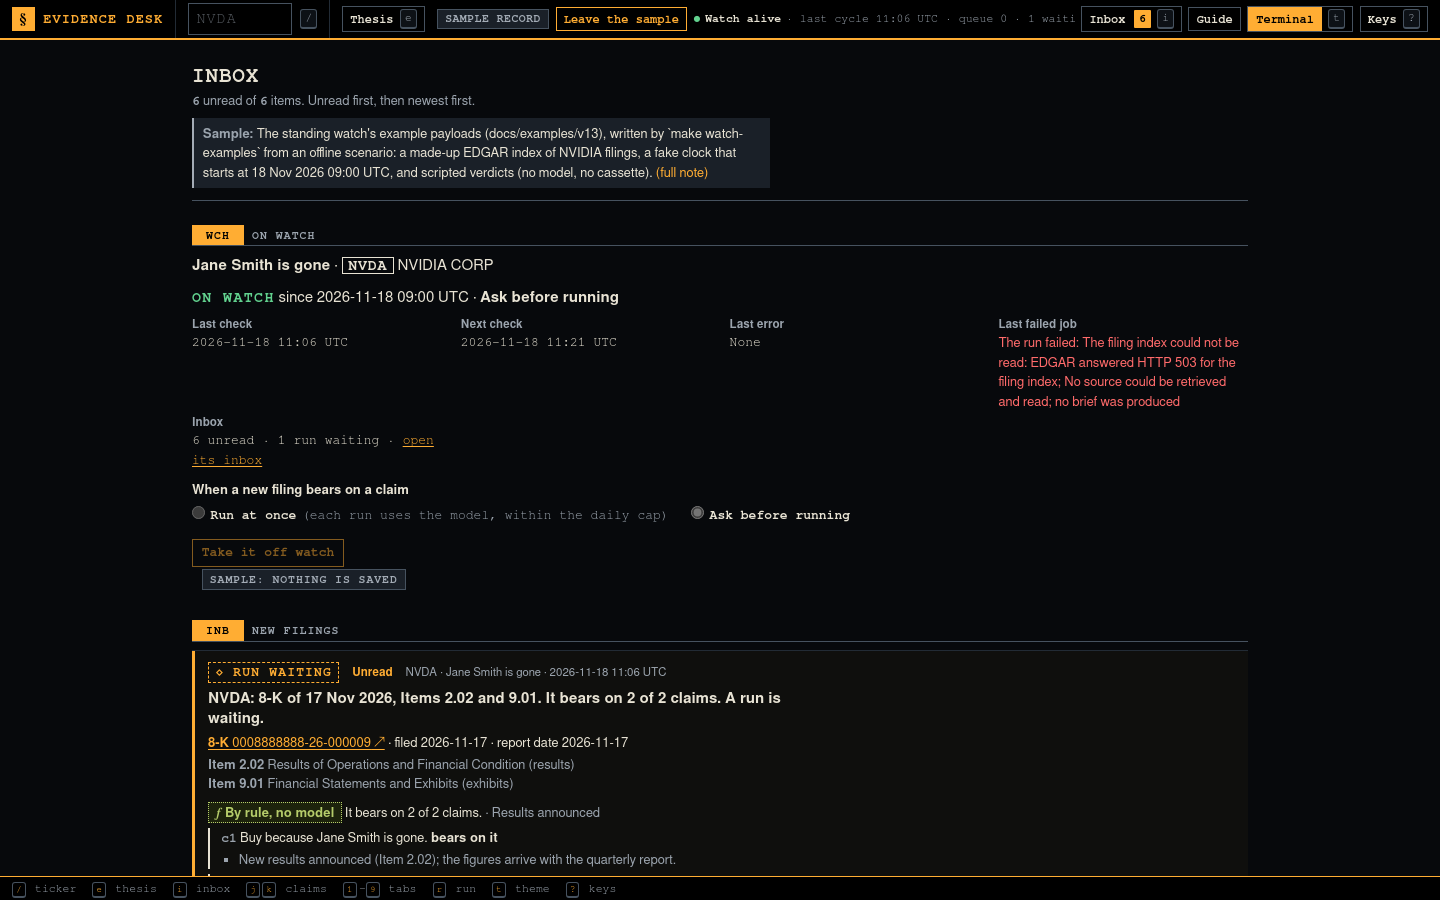 § EVIDENCE DESK NVDA / Thesis e SAMPLE RECORD Leave the sample Watch alive · last cycle 11:06 UTC · queue 0 · 1 waiti Inbox 6 i Guide Terminal t Keys ?
INBOX
6 unread of 6 items. Unread first, then newest first.
Sample: The standing watch's example payloads (docs/examples/v13), written by `make watch-
examples` from an offline scenario: a made-up EDGAR index of NVIDIA filings, a fake clock that
starts at 18 Nov 2026 09:00 UTC, and scripted verdicts (no model, no cassette). (full note)
WCH ON WATCH
Jane Smith is gone · NVDA NVIDIA CORP
ON WATCH since 2026-11-18 09:00 UTC · Ask before running
Last check Next check Last error Last failed job
2026-11-18 11:06 UTC 2026-11-18 11:21 UTC None The run failed: The filing index could not be
read: EDGAR answered HTTP 503 for the
filing index; No source could be retrieved
and read; no brief was produced
Inbox
6 unread · 1 run waiting · open
its inbox
When a new filing bears on a claim
Run at once (each run uses the model, within the daily cap) Ask before running
Take it off watch
SAMPLE: NOTHING IS SAVED
INB NEW FILINGS
◇ RUN WAITING Unread NVDA · Jane Smith is gone · 2026-11-18 11:06 UTC
NVDA: 8-K of 17 Nov 2026, Items 2.02 and 9.01. It bears on 2 of 2 claims. A run is
waiting.
8-K 0008888888-26-000009 ↗ · filed 2026-11-17 · report date 2026-11-17
Item 2.02 Results of Operations and Financial Condition (results)
Item 9.01 Financial Statements and Exhibits (exhibits)
ƒ By rule, no model It bears on 2 of 2 claims. · Results announced
c1 Buy because Jane Smith is gone. bears on it
▪ New results announced (Item 2.02); the figures arrive with the quarterly report.
/ ticker e thesis i inbox j k claims 1-9 tabs r run t theme ? keys